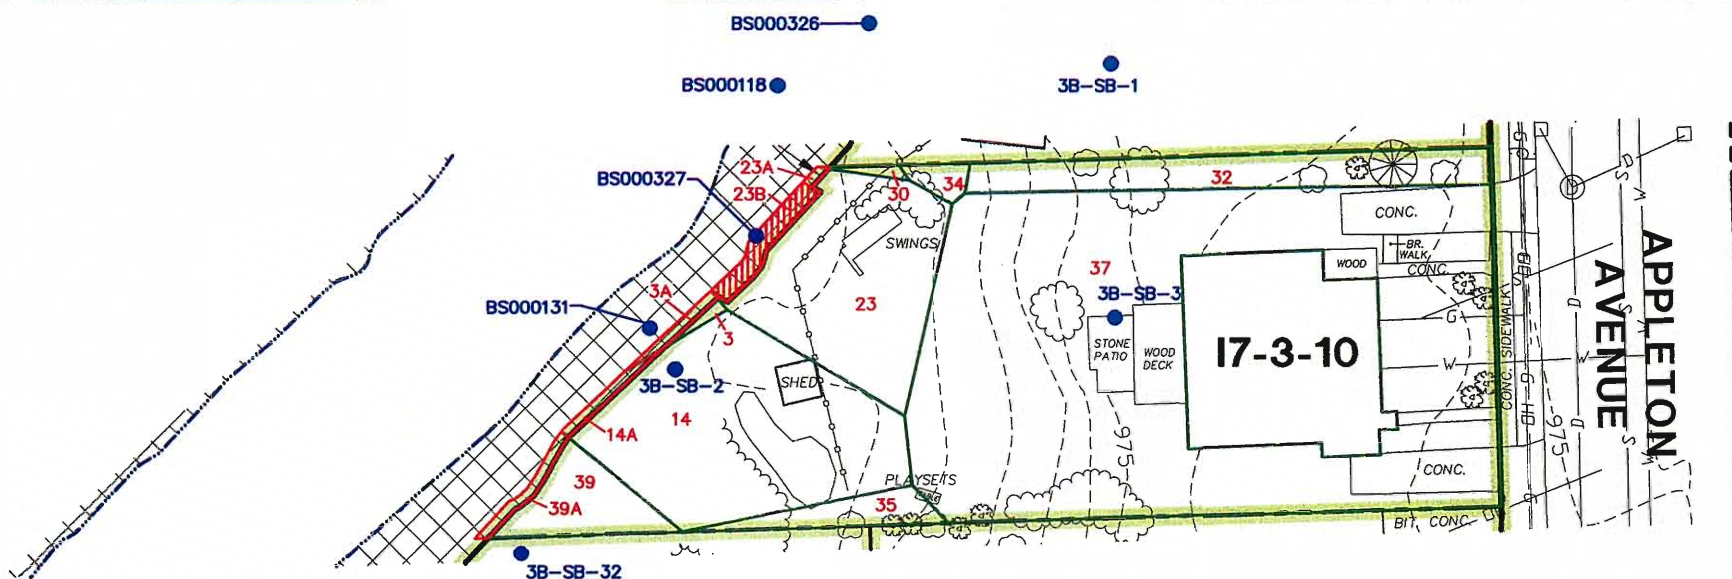 BS000326
BS000118
3B-SB-1
23A
BS000327
23B
30
34
32
CONC.
SWINGS
BR.
WALK
WOOD
CONC.
37
3A
23
3B-SB-3
BS000131
3
STONE
PATIO
WOOD
DECK
17-3-10
G
W
W
CONC. SIDEWALK
APPLETON
AVENUE
3B-SB-2
SHED
14
14A
39
39A
PLAYSETS
35
975
975
CONC.
BIT. CONC.
3B-SB-32
D
S
W
D
S
D
S
G
HB